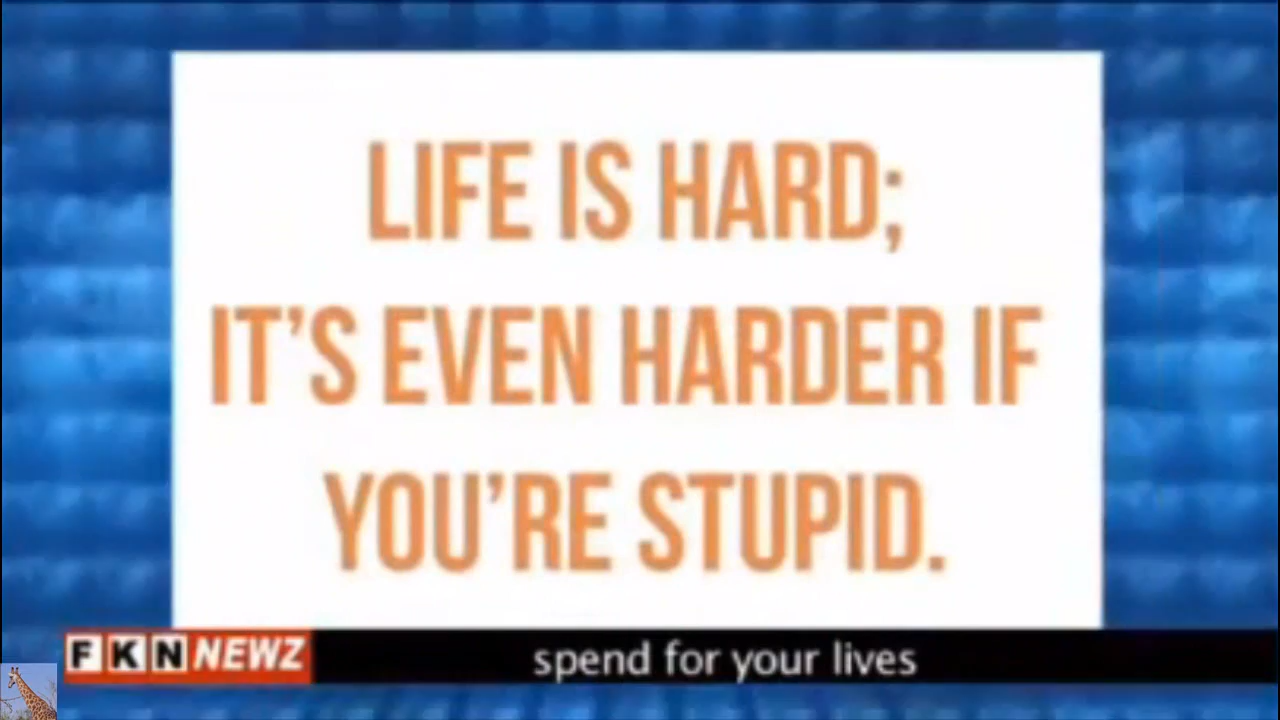 LIFE IS HARD;
IT'S EVEN HARDER IF
YOU'RE STUPID.
FKN NEWZ
spend for your lives